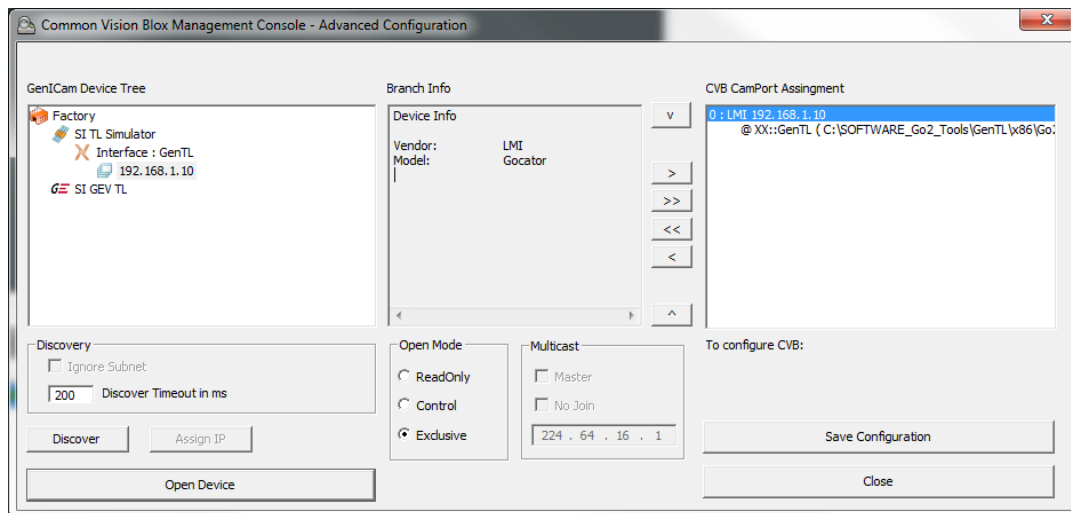 Common Vision Blox Management Console - Advanced Configuration
x
GenICam Device Tree
Factory
SI TL Simulator
Interface : GenTL
192.168.1.10
GE SI GEV TL
Branch Info
Device Info
Vendor: LMI
Model: Gocator
v
>
>>
<<
<
^
CVB CamPort Assingment
0 : LMI 192.168.1.10
@ XX::GenTL ( C:\SOFTWARE_Go2_Tools\GenTL\x86\Go
Discovery
Ignore Subnet
200 Discover Timeout in ms
Discover
Assign IP
Open Device
Open Mode
ReadOnly
Control
Exclusive
Multicast
Master
No Join
224 . 64 . 16 . 1
To configure CVB:
Save Configuration
Close